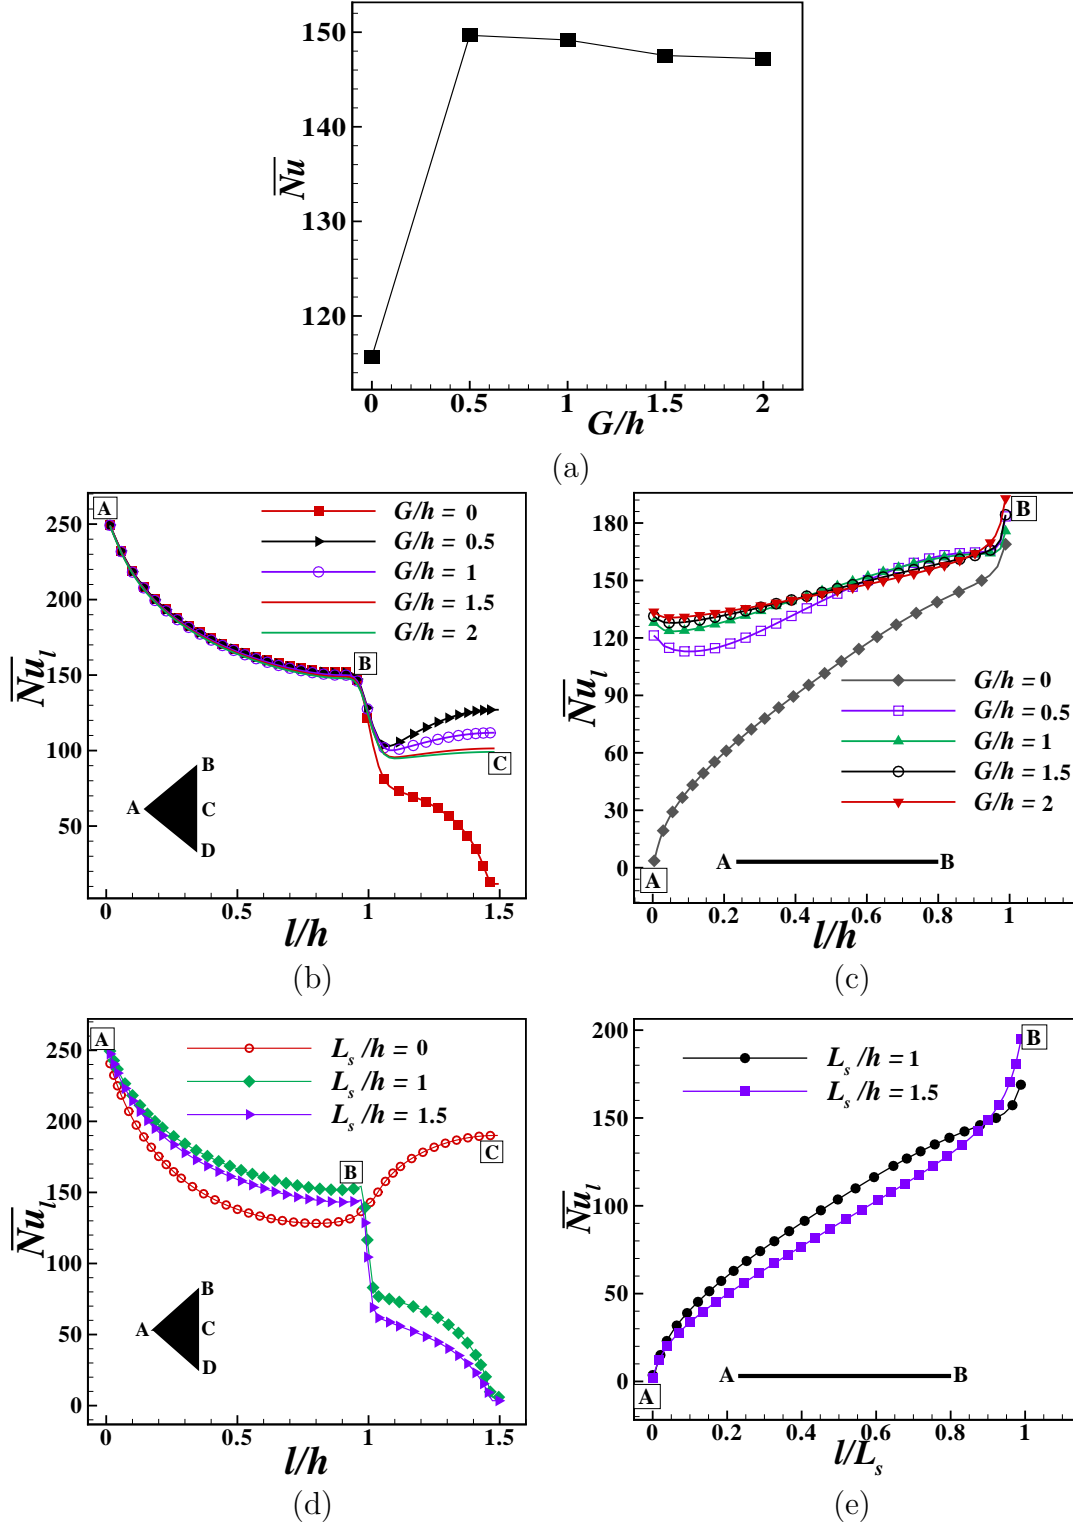 150
140
130
120
Nu
0 0.5 1 1.5 2
G/h
(a)
250
200
150
100
50
Nu_l
A
G/h = 0
G/h = 0.5
G/h = 1
G/h = 1.5
G/h = 2
B
C
B
A C
D
0 0.5 1 1.5
l/h
(b)
180
150
120
90
60
30
0
Nu_l
B
G/h = 0
G/h = 0.5
G/h = 1
G/h = 1.5
G/h = 2
A B
A
0 0.2 0.4 0.6 0.8 1
l/h
(c)
250
200
150
100
50
0
Nu_l
A
L_s/h = 0
L_s/h = 1
L_s/h = 1.5
B
C
B
A C
D
0 0.5 1 1.5
l/h
(d)
200
150
100
50
0
Nu_l
B
L_s/h = 1
L_s/h = 1.5
A B
A
0 0.2 0.4 0.6 0.8 1
l/L_s
(e)